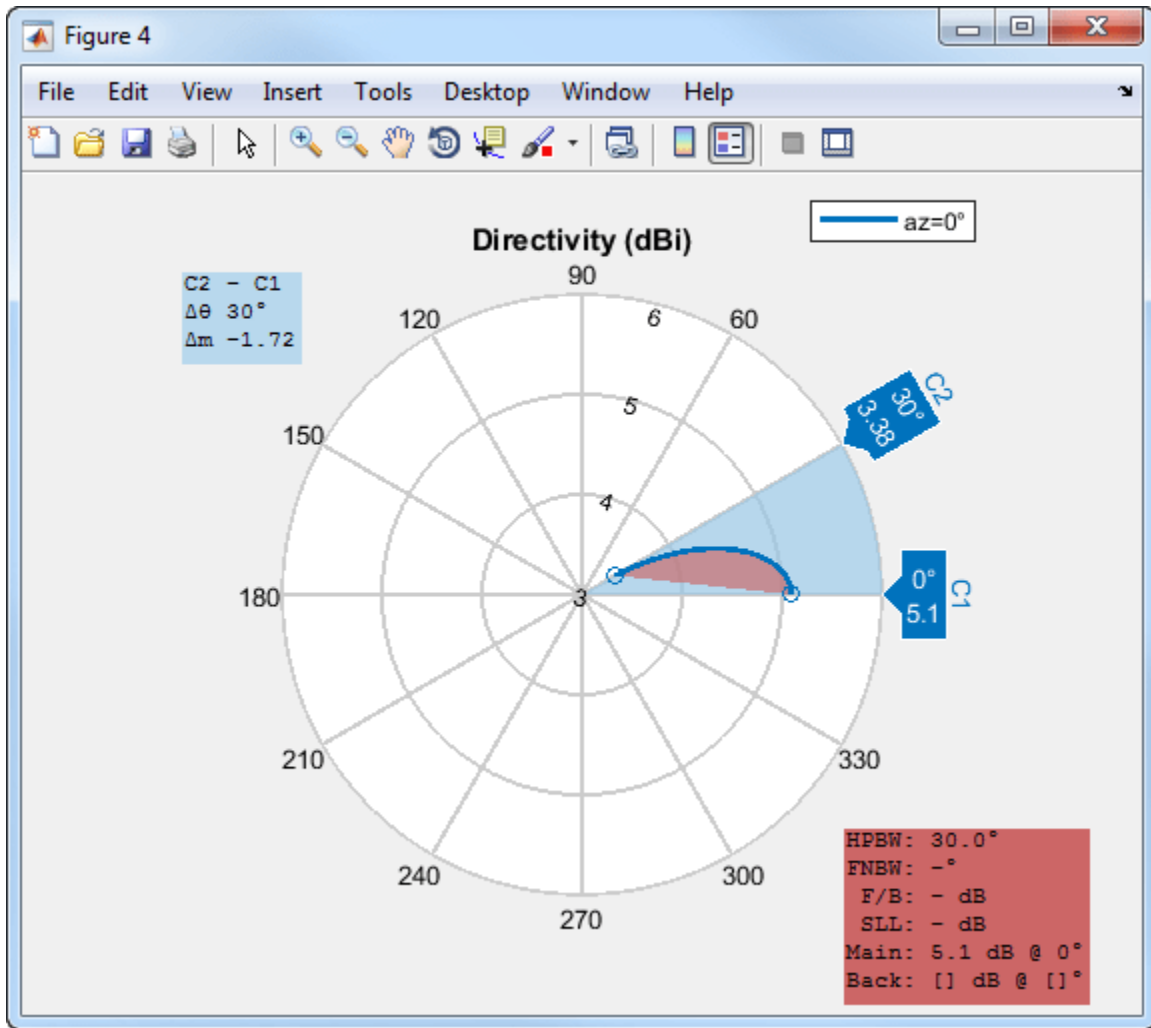 Figure 4
File Edit View Insert Tools Desktop Window Help
az=0°
Directivity (dBi)
C2 - C1
Δθ 30°
Δm -1.72
90
120
6
60
C2
30°
3.38
5
150
4
180
3
0°
5.1
C1
210
330
240
300
270
HPBW: 30.0°
FNBW: -°
F/B: - dB
SLL: - dB
Main: 5.1 dB @ 0°
Back: [] dB @ []°